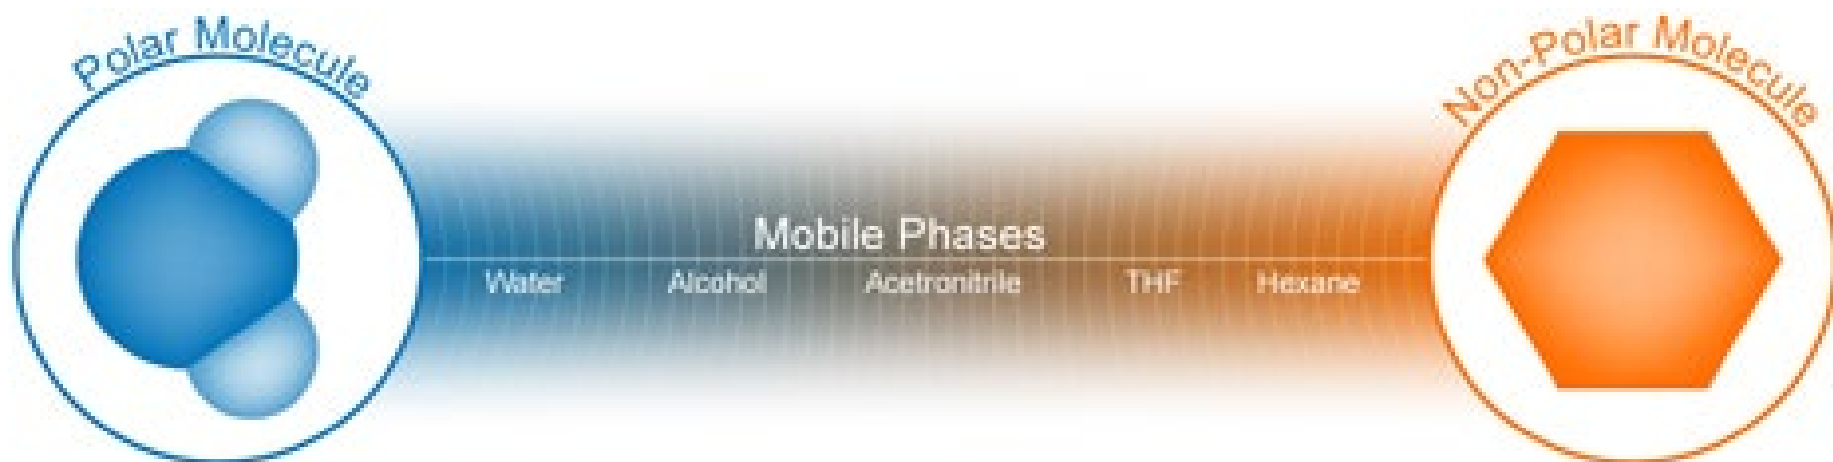 Polar Molecule
Non-Polar Molecule
Mobile Phases
Water Alcohol Acetronitrile THF Hexane